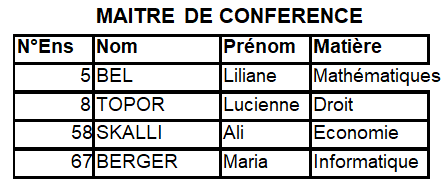 MAITRE DE CONFERENCE
N°Ens Nom Prénom Matière
5 BEL Liliane Mathématiques
8 TOPOR Lucienne Droit
58 SKALLI Ali Economie
67 BERGER Maria Informatique